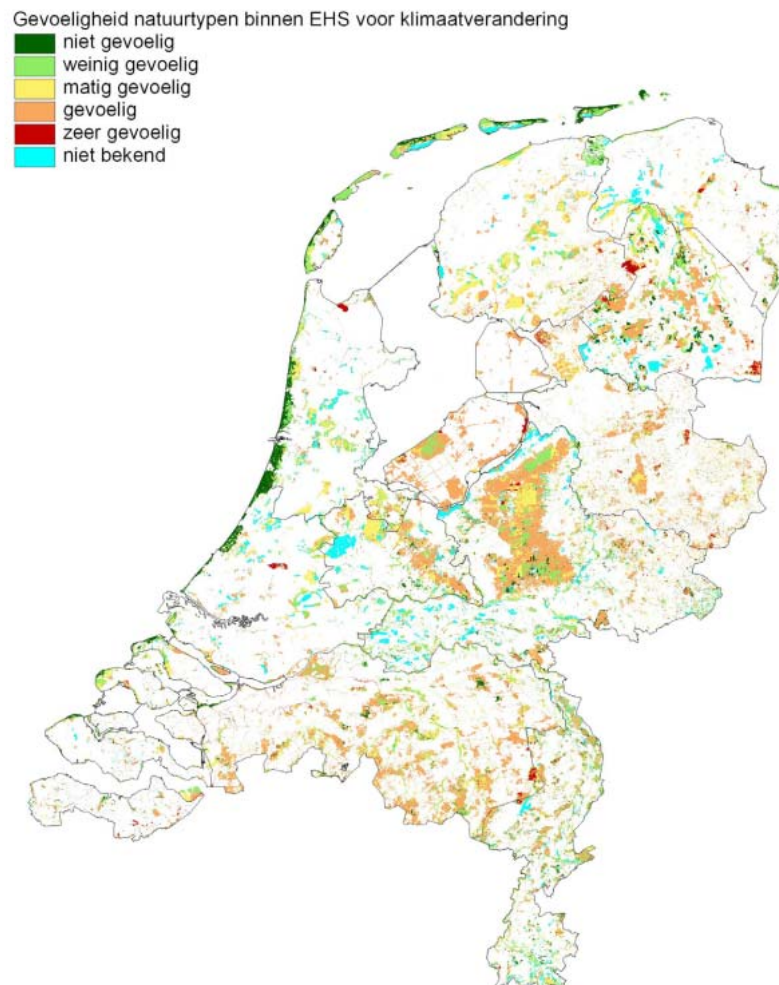 Gevoeligheid natuurtypen binnen EHS voor klimaatverandering
niet gevoelig
weinig gevoelig
matig gevoelig
gevoelig
zeer gevoelig
niet bekend